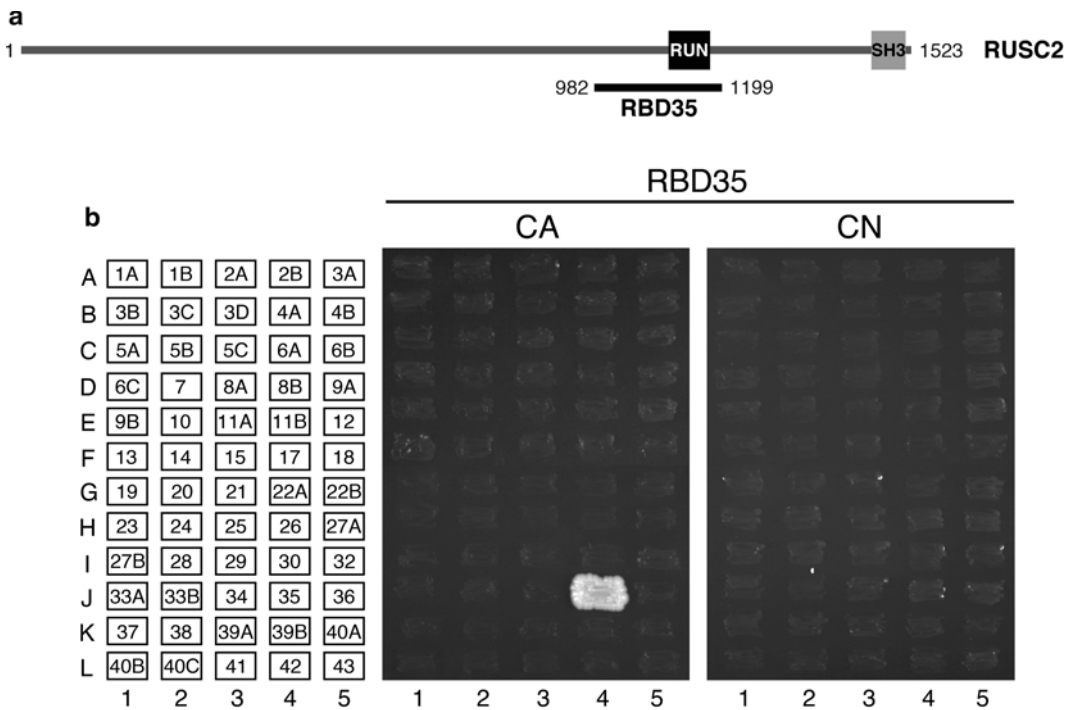 a
1 RUN SH3 1523 RUSC2
982 1199
RBD35
RBD35
b
CA CN
A 1A 1B 2A 2B 3A
B 3B 3C 3D 4A 4B
C 5A 5B 5C 6A 6B
D 6C 7 8A 8B 9A
E 9B 10 11A 11B 12
F 13 14 15 17 18
G 19 20 21 22A 22B
H 23 24 25 26 27A
I 27B 28 29 30 32
J 33A 33B 34 35 36
K 37 38 39A 39B 40A
L 40B 40C 41 42 43
1 2 3 4 5 1 2 3 4 5 1 2 3 4 5